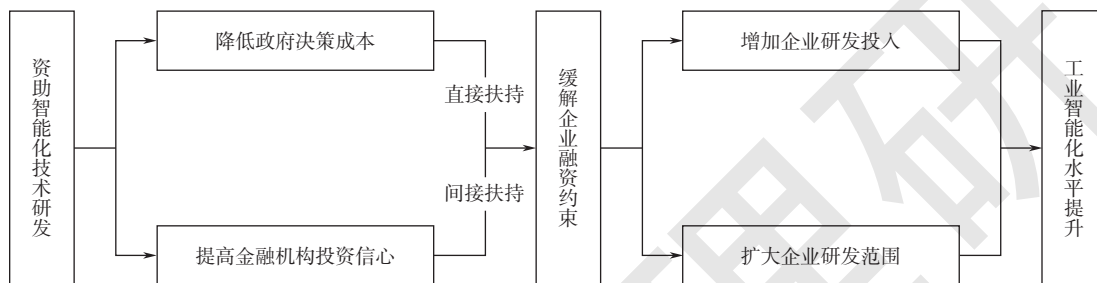 资助智能化技术研发
降低政府决策成本
提高金融机构投资信心
直接扶持
间接扶持
缓解企业融资约束
增加企业研发投入
扩大企业研发范围
工业智能化水平提升